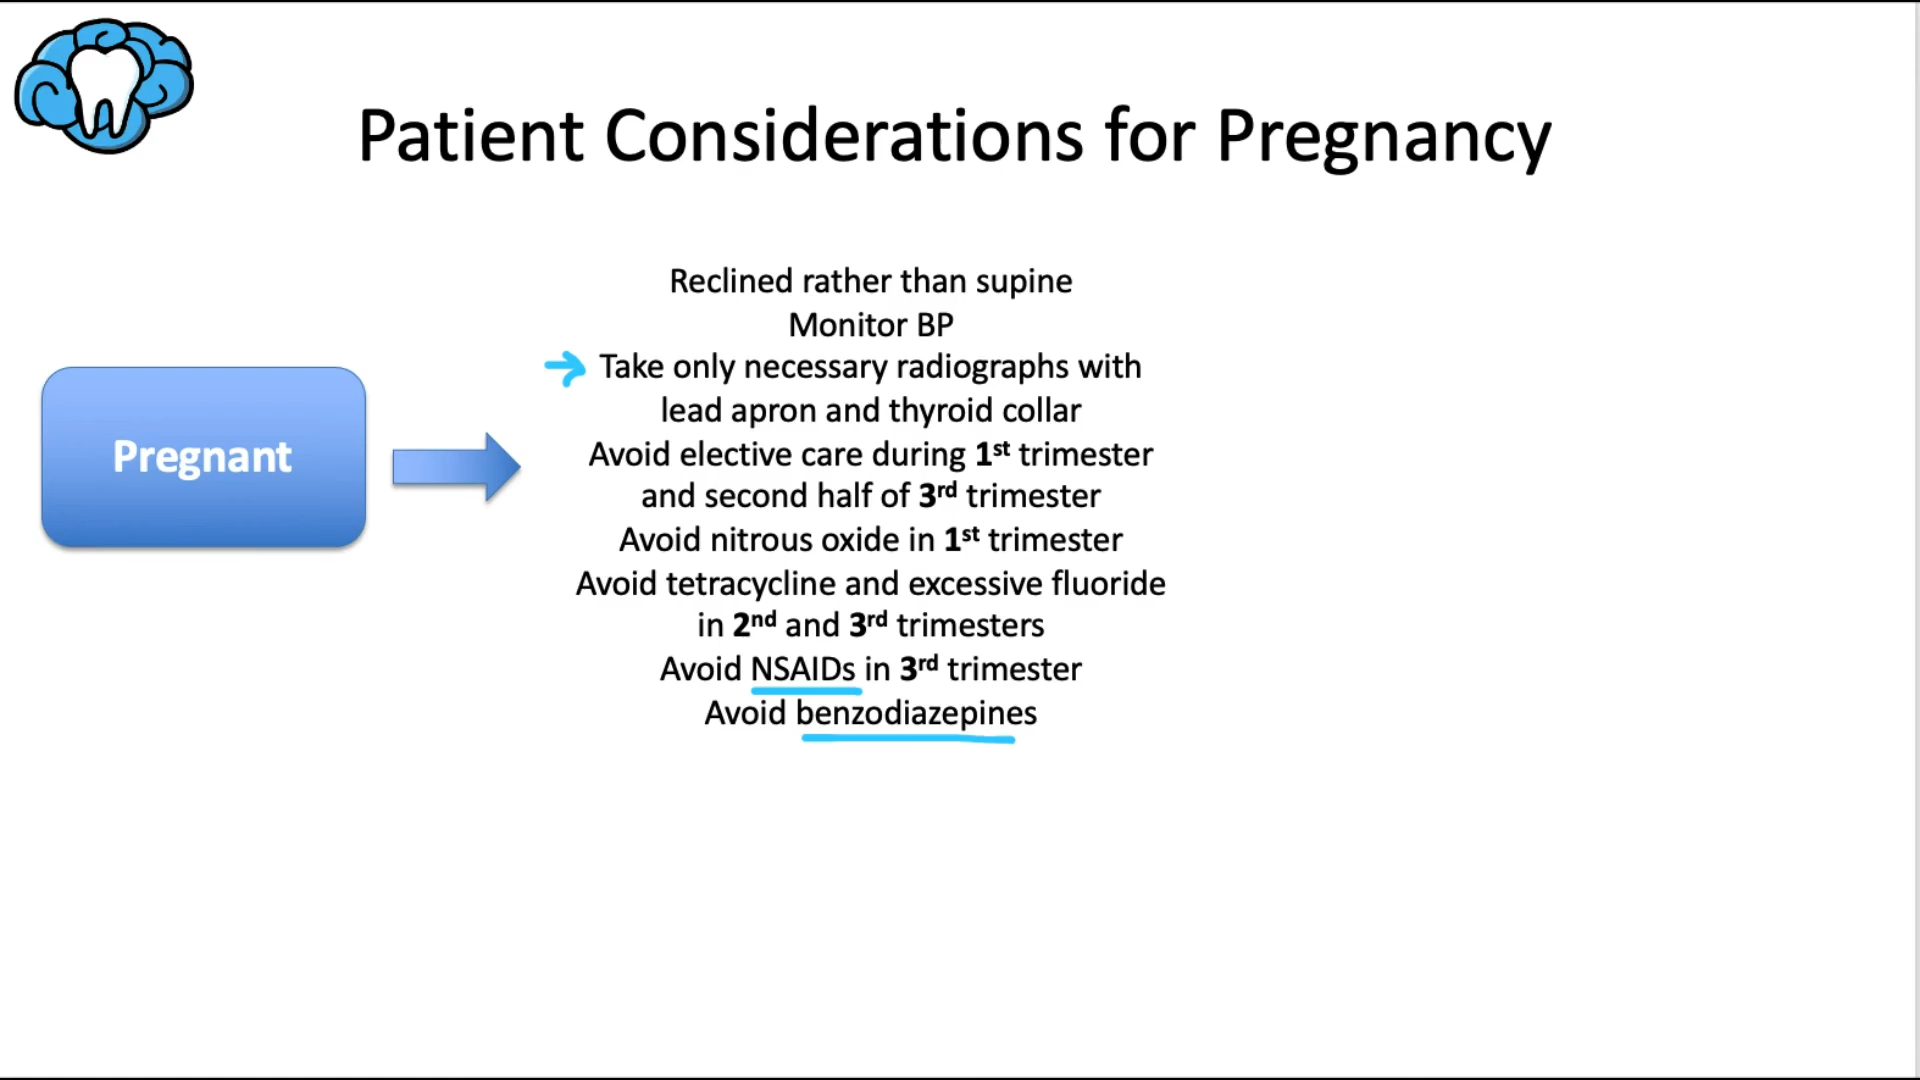 Patient Considerations for Pregnancy
Pregnant
Reclined rather than supine
Monitor BP
Take only necessary radiographs with
lead apron and thyroid collar
Avoid elective care during 1st trimester
and second half of 3rd trimester
Avoid nitrous oxide in 1st trimester
Avoid tetracycline and excessive fluoride
in 2nd and 3rd trimesters
Avoid NSAIDs in 3rd trimester
Avoid benzodiazepines